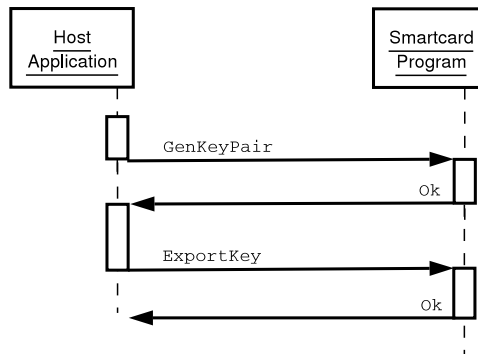 Host
Application
Smartcard
Program
GenKeyPair
Ok
ExportKey
Ok